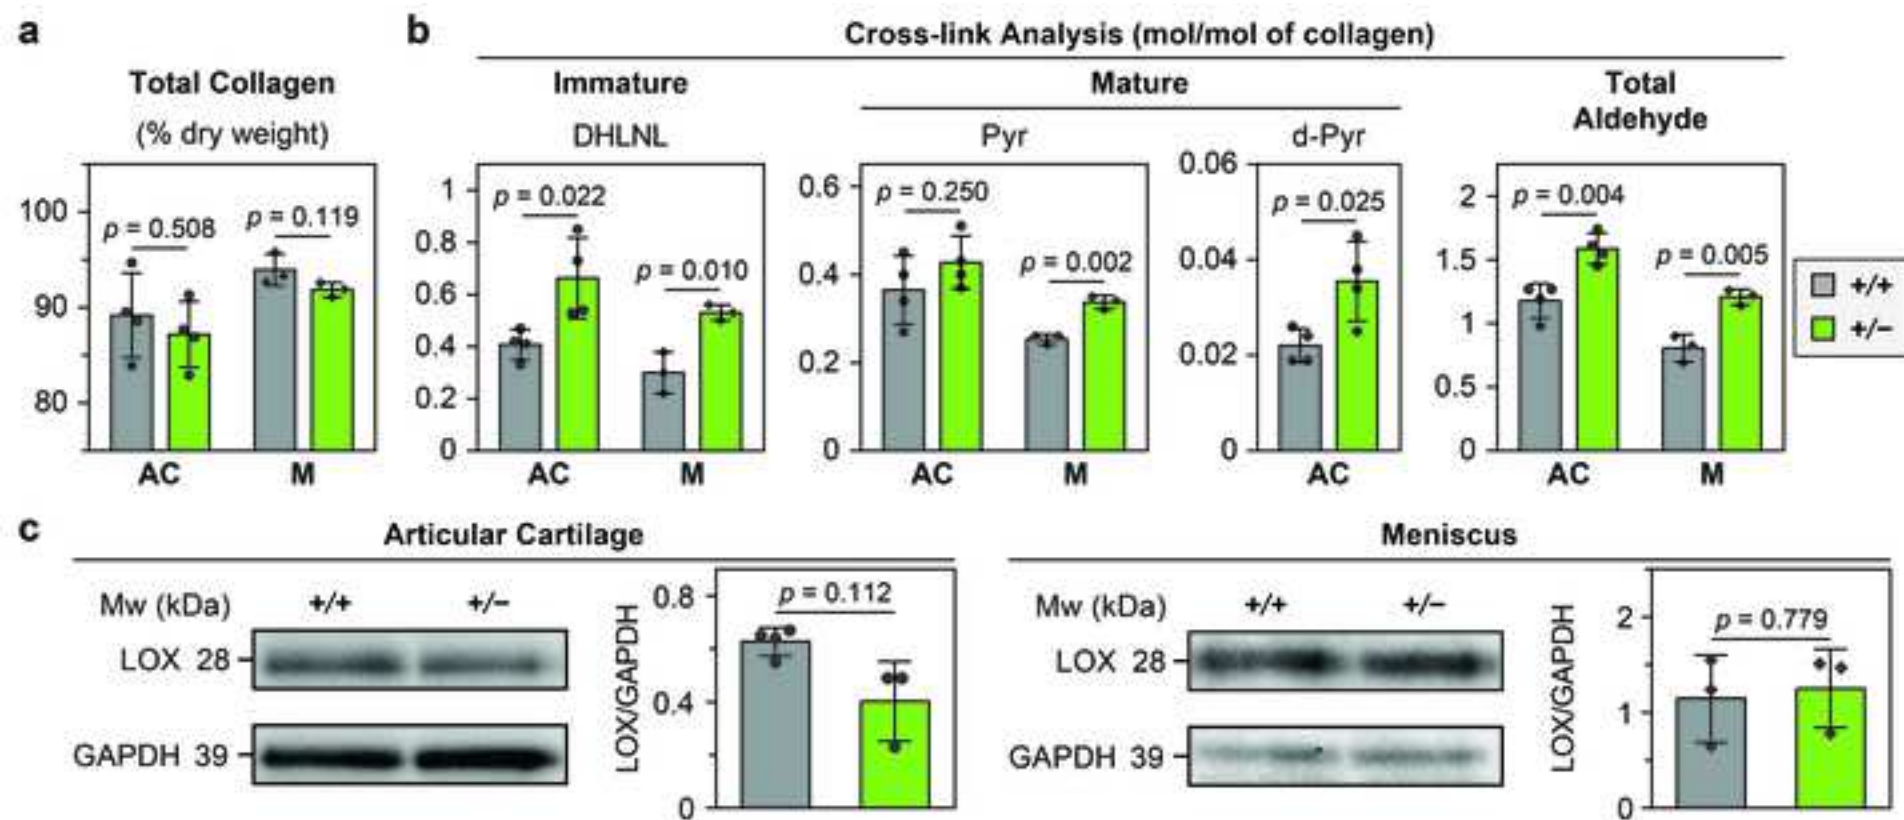 a
Total Collagen
(% dry weight)
100
90
80
p = 0.508
p = 0.119
AC
M
b
Cross-link Analysis (mol/mol of collagen)
Immature
DHLNL
1
0.8
0.6
0.4
0.2
0
p = 0.022
p = 0.010
AC
M
Mature
Pyr
0.6
0.4
0.2
0
p = 0.250
p = 0.002
AC
M
d-Pyr
0.06
0.04
0.02
0
p = 0.025
AC
Total
Aldehyde
2
1.5
1
0.5
0
p = 0.004
p = 0.005
AC
M
+/+
+/−
c
Articular Cartilage
Mw (kDa)
+/+
+/−
LOX 28
GAPDH 39
LOX/GAPDH
0.8
0.4
0
p = 0.112
Meniscus
Mw (kDa)
+/+
+/−
LOX 28
GAPDH 39
LOX/GAPDH
2
1
0
p = 0.779